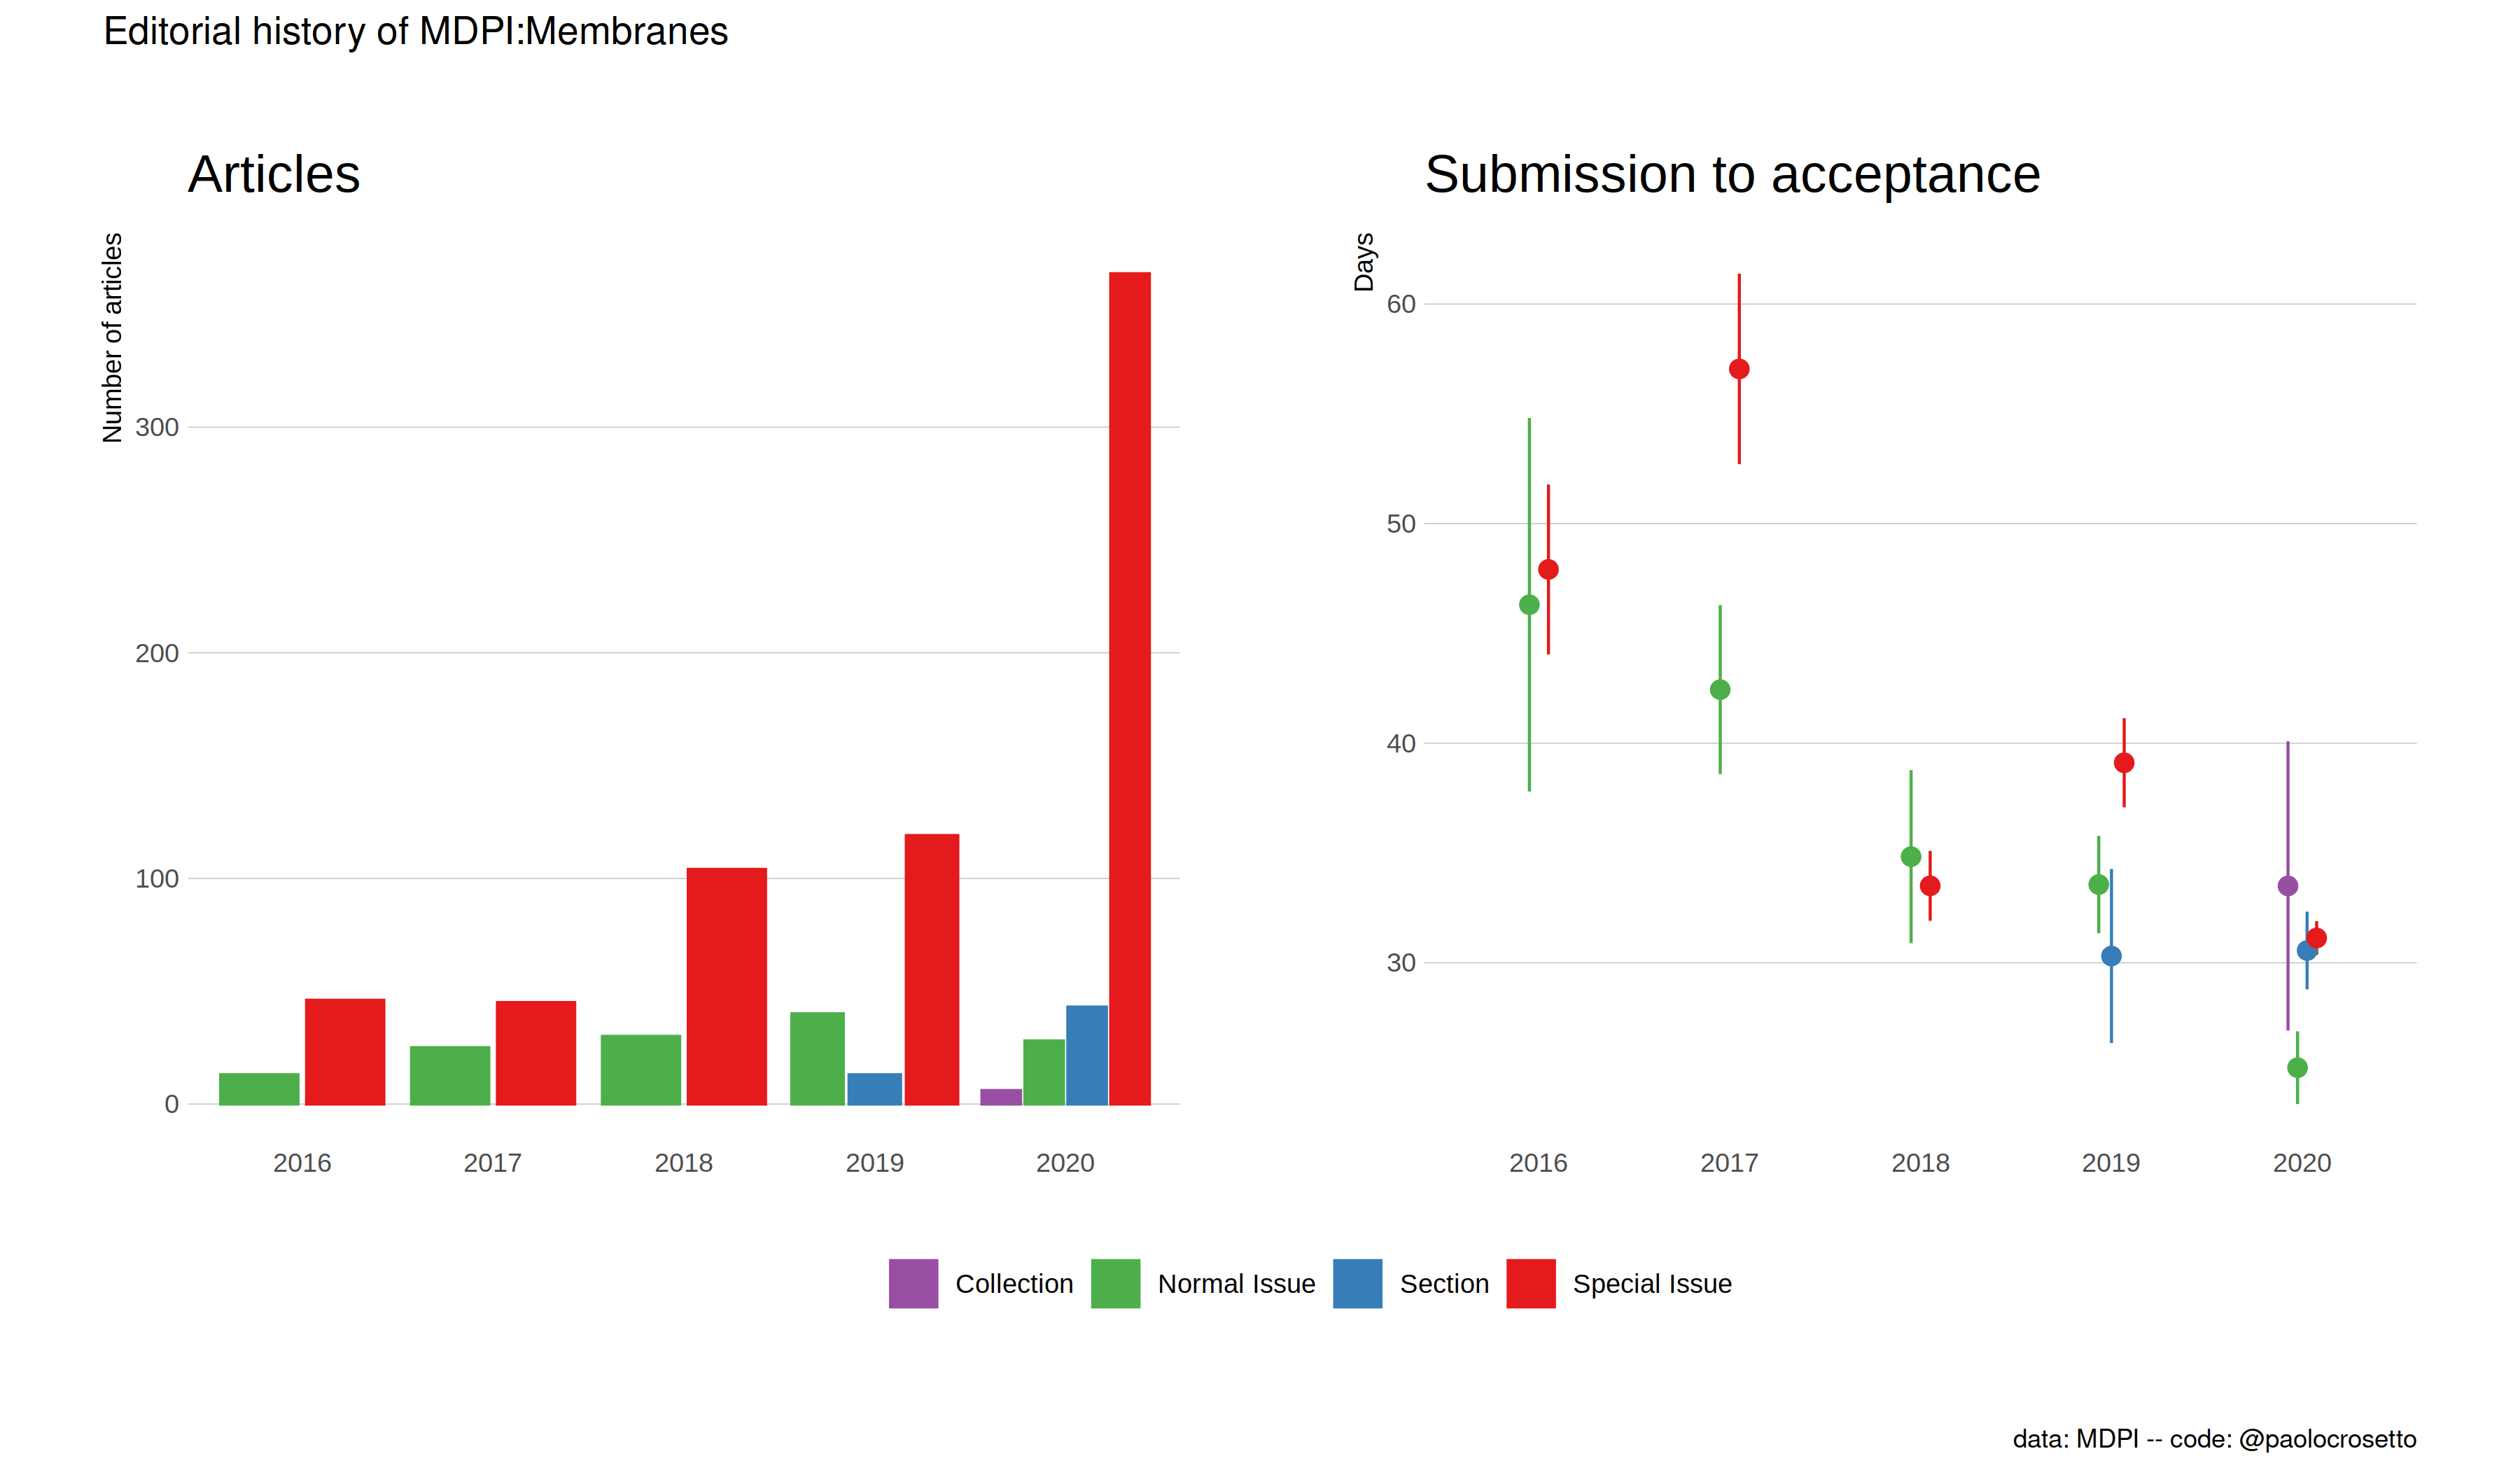 Editorial history of MDPI:Membranes
Articles
Number of articles
300
200
100
0
2016 2017 2018 2019 2020
Submission to acceptance
Days
60
50
40
30
2016 2017 2018 2019 2020
Collection Normal Issue Section Special Issue
data: MDPI -- code: @paolocrosetto